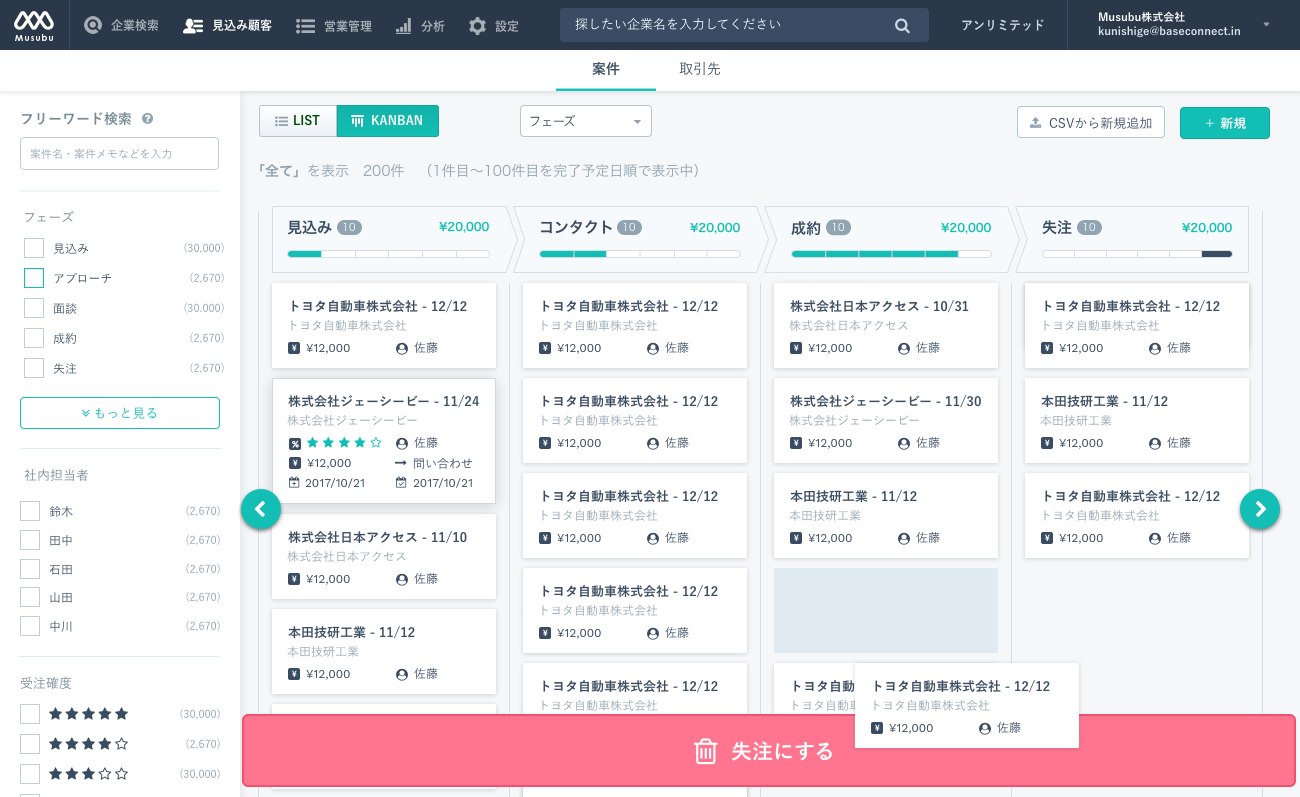 Musubu
企業検索
見込み顧客
営業管理
分析
設定
探したい企業名を入力してください
アンリミテッド
Musubu株式会社
kunishige@baseconnect.in
案件
取引先
フリーワード検索
案件名・案件メモなどを入力
フェーズ
見込み (30,000)
アプローチ (2,670)
面談 (30,000)
成約 (2,670)
失注 (2,670)
もっと見る
社内担当者
鈴木 (2,670)
田中 (2,670)
石田 (2,670)
山田 (2,670)
中川 (2,670)
受注確度
★★★★★ (30,000)
★★★★☆ (2,670)
★★★☆☆ (30,000)
LIST
KANBAN
フェーズ
CSVから新規追加
+ 新規
「全て」を表示 200件 （1件目〜100件目を完了予定日順で表示中）
見込み 10 ¥20,000
トヨタ自動車株式会社 - 12/12
トヨタ自動車株式会社
¥12,000 佐藤
株式会社ジェーシービー - 11/24
株式会社ジェーシービー
% ★★★★☆ 佐藤
¥12,000 問い合わせ
2017/10/21 2017/10/21
株式会社日本アクセス - 11/10
株式会社日本アクセス
¥12,000 佐藤
本田技研工業 - 11/12
本田技研工業
¥12,000 佐藤
コンタクト 10 ¥20,000
トヨタ自動車株式会社 - 12/12
トヨタ自動車株式会社
¥12,000 佐藤
トヨタ自動車株式会社 - 12/12
トヨタ自動車株式会社
¥12,000 佐藤
トヨタ自動車株式会社 - 12/12
トヨタ自動車株式会社
¥12,000 佐藤
トヨタ自動車株式会社 - 12/12
トヨタ自動車株式会社
¥12,000 佐藤
トヨタ自動車株式会社 - 12/12
トヨタ自動車株式会社
成約 10 ¥20,000
株式会社日本アクセス - 10/31
株式会社日本アクセス
¥12,000 佐藤
株式会社ジェーシービー - 11/30
株式会社ジェーシービー
¥12,000 佐藤
本田技研工業 - 11/12
本田技研工業
¥12,000 佐藤
トヨタ自動
トヨタ自動
トヨタ自動車株式会社 - 12/12
トヨタ自動車株式会社
¥12,000 佐藤
失注 10 ¥20,000
トヨタ自動車株式会社 - 12/12
トヨタ自動車株式会社
¥12,000 佐藤
本田技研工業 - 11/12
本田技研工業
¥12,000 佐藤
トヨタ自動車株式会社 - 12/12
トヨタ自動車株式会社
¥12,000 佐藤
失注にする